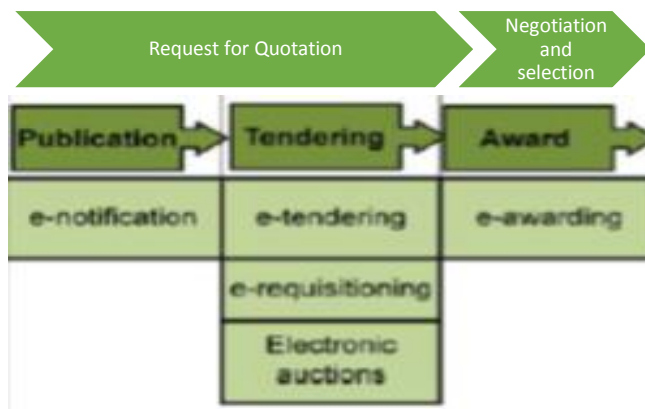 Request for Quotation
Negotiation
and
selection
Publication
Tendering
Award
e-notification
e-tendering
e-awarding
e-requisitioning
Electronic
auctions